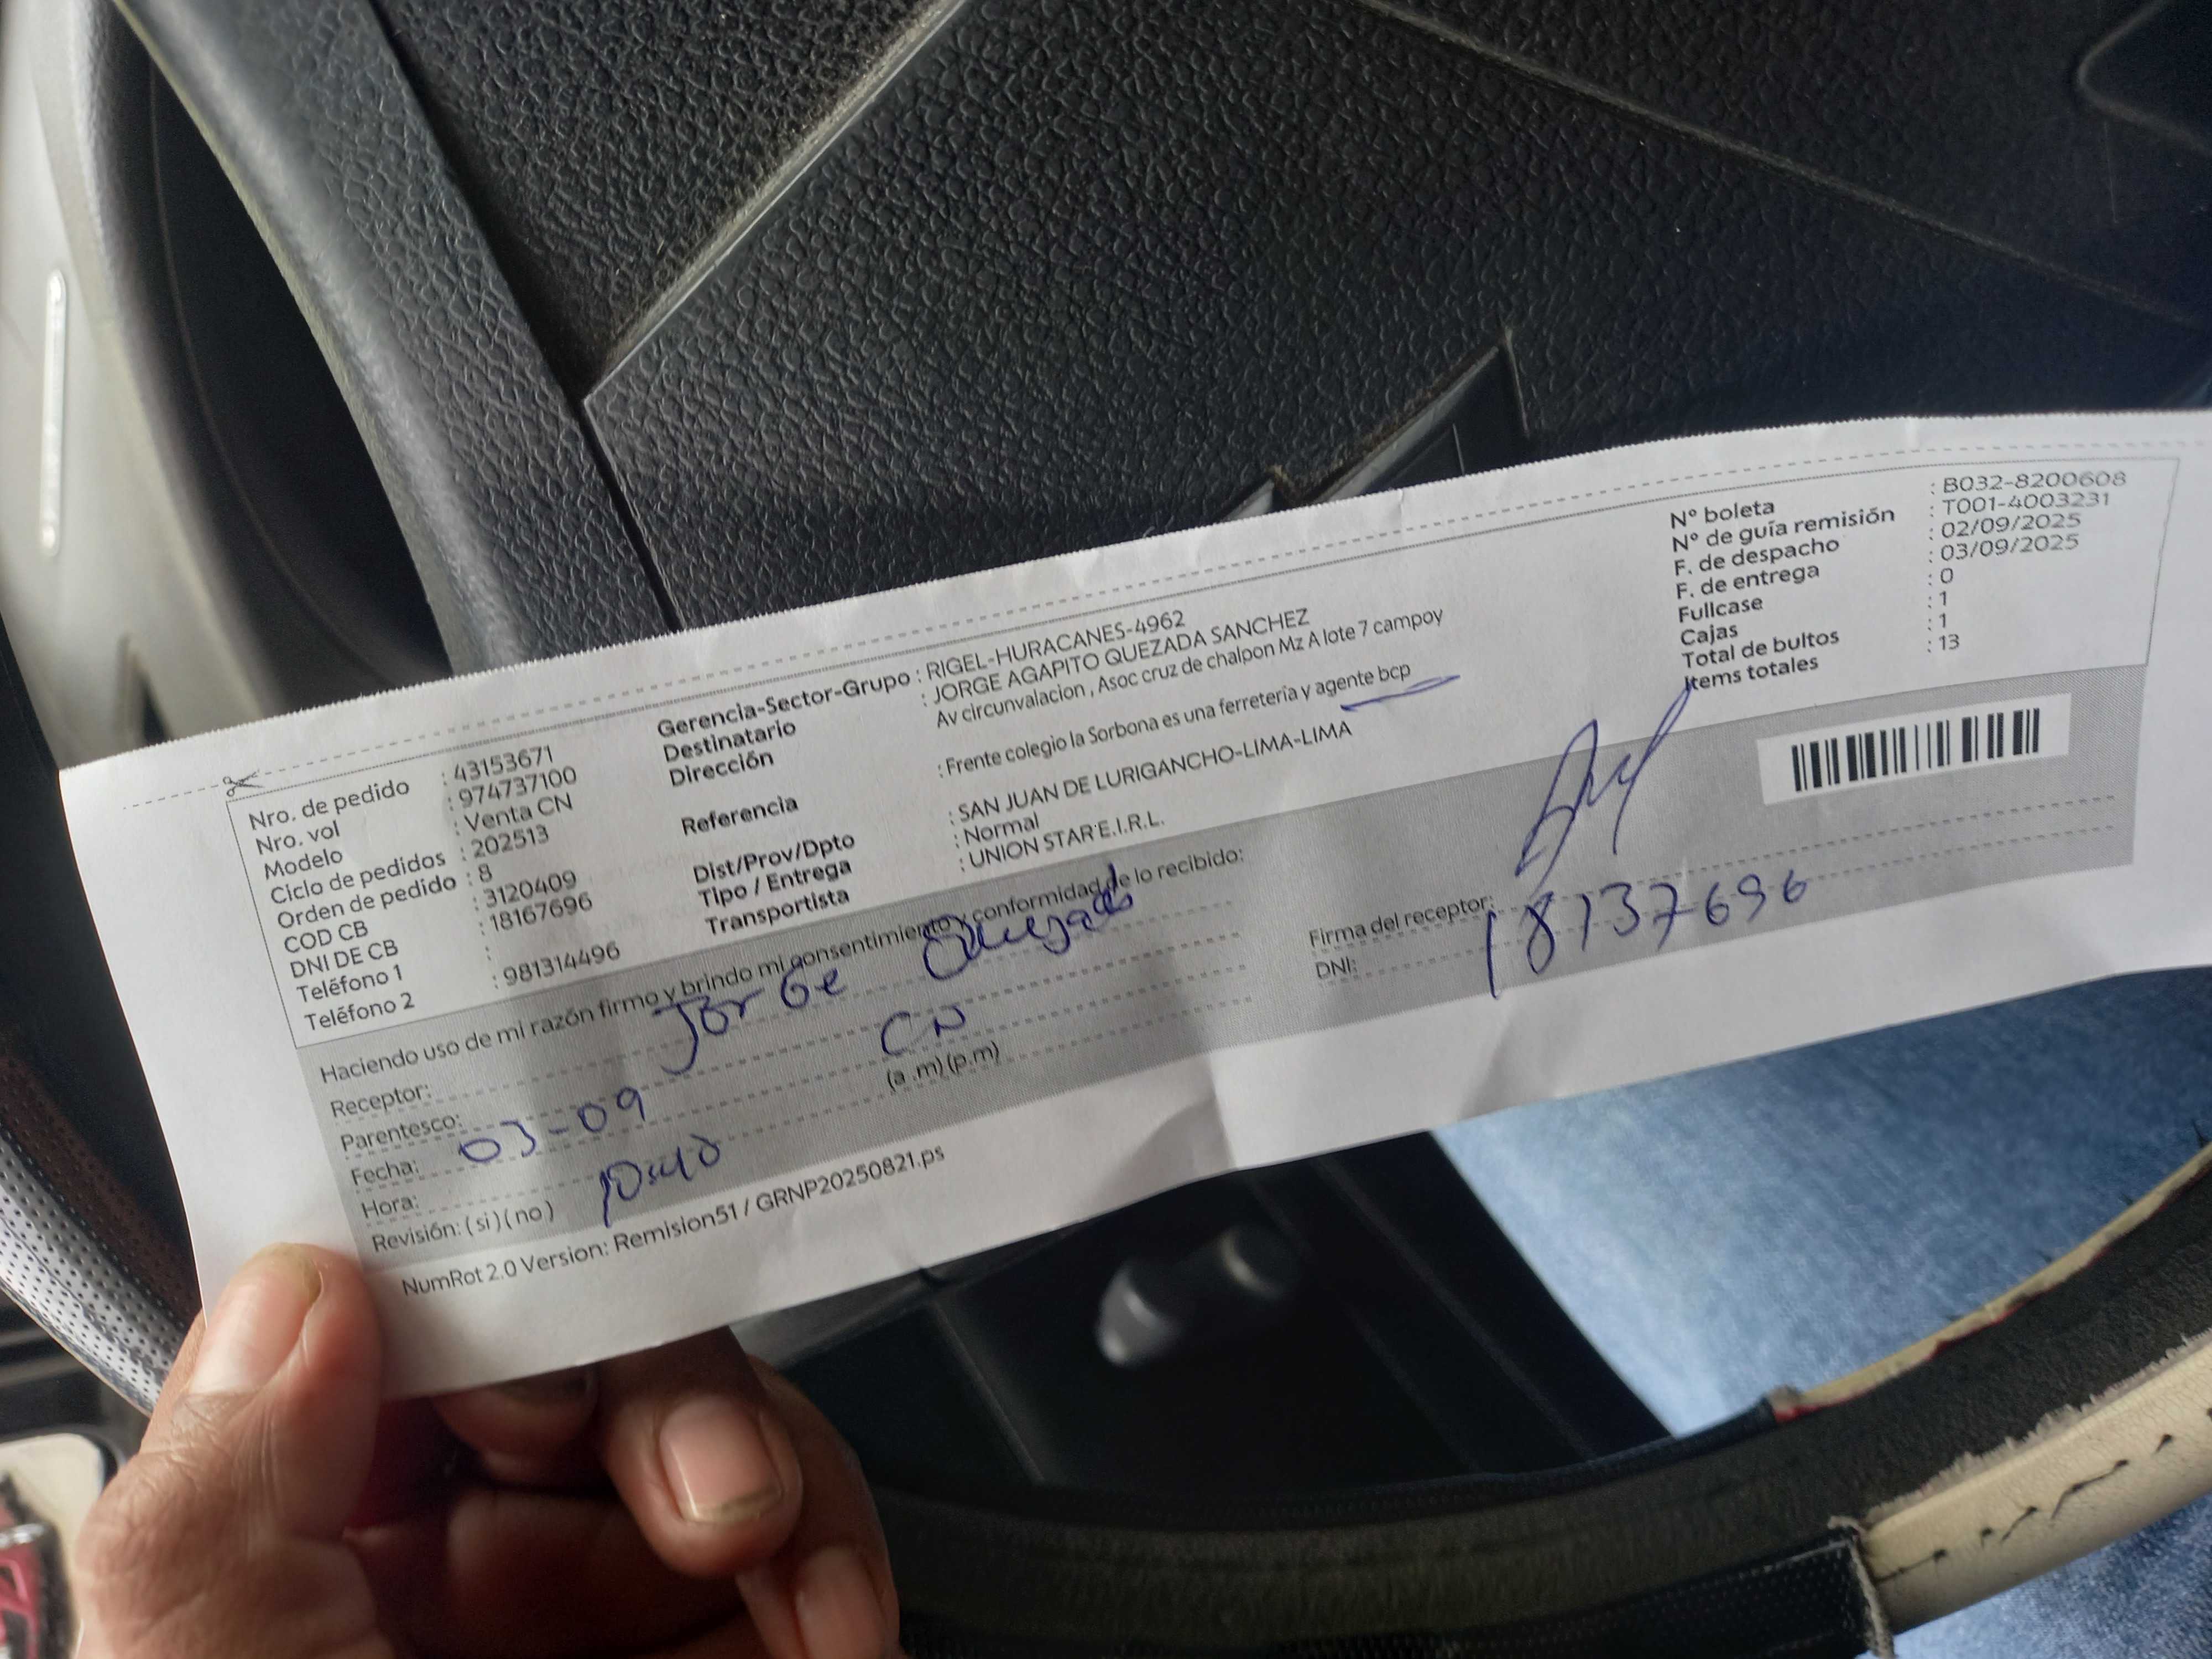 Nro. de pedido : 43153671
Nro. vol : 974737100
Modelo : Venta CN
Ciclo de pedidos : 202513
Orden de pedido : 8
COD CB : 3120409
DNI DE CB : 18167696
Teléfono 1 :
Teléfono 2 : 981314496
Gerencia-Sector-Grupo : RIGEL-HURACANES-4962
Destinatario : JORGE AGAPITO QUEZADA SANCHEZ
Dirección Av circunvalacion , Asoc cruz de chalpon Mz A lote 7 campoy
Referencia : Frente colegio la Sorbona es una ferretería y agente bcp
Dist/Prov/Dpto : SAN JUAN DE LURIGANCHO-LIMA-LIMA
Tipo / Entrega : Normal
Transportista : UNION STAR E.I.R.L.
N° boleta : B032-8200608
N° de guía remisión : T001-4003231
F. de despacho : 02/09/2025
F. de entrega : 03/09/2025
Fullcase : 0
Cajas : 1
Total de bultos : 1
Items totales : 13
Haciendo uso de mi razón firmo y brindo mi consentimiento y conformidad de lo recibido:
Receptor: Jorge Quezada
Parentesco: CN
Fecha: 03-09
Hora: (a .m) (p.m)
Revisión: ( si ) ( no )
Firma del receptor:
DNI: 18137696
NumRot 2.0 Version: Remision51 / GRNP20250821.ps